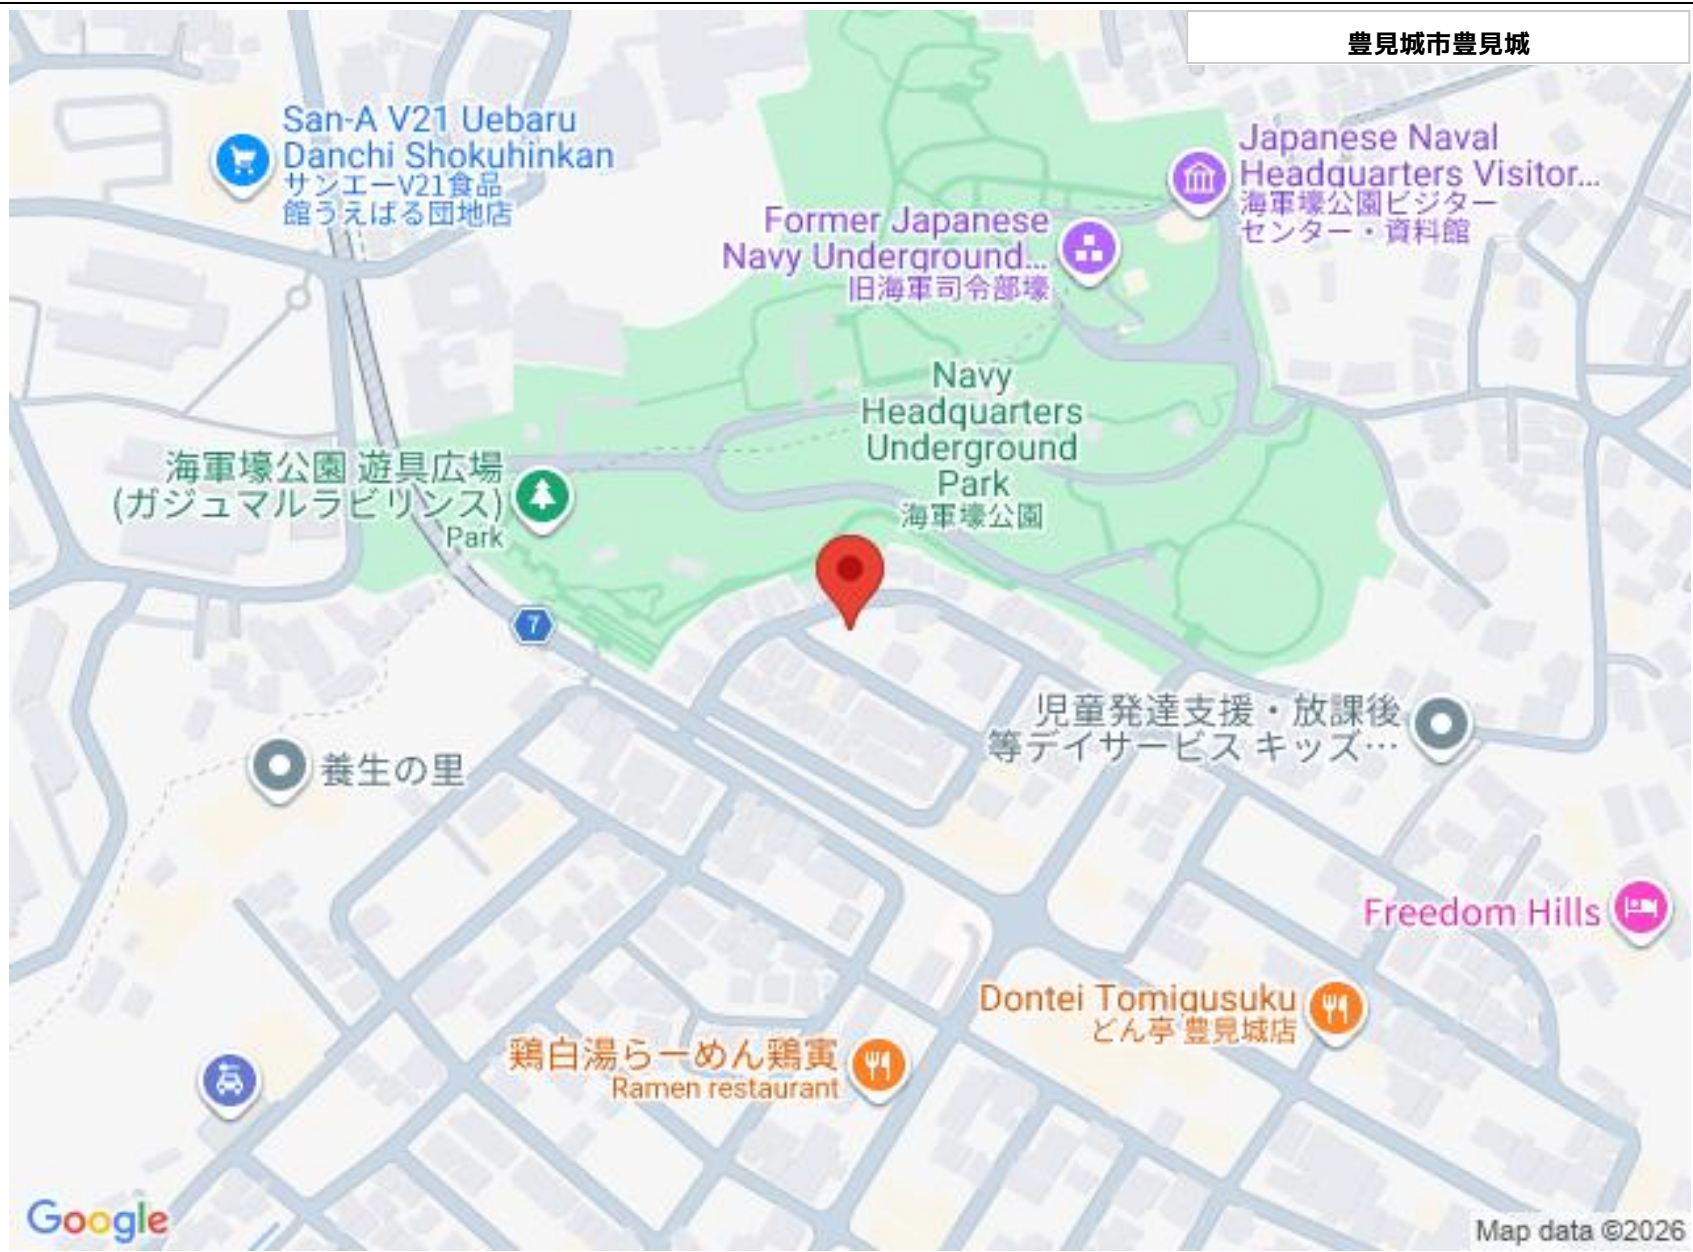 豊見城市豊見城
San-A V21 Uebaru
Danchi Shokuhinkan
サンエーV21食品
館うえばる団地店
Japanese Naval
Headquarters Visitor...
海軍壕公園ビジター
センター・資料館
Former Japanese
Navy Underground...
旧海軍司令部壕
Navy
Headquarters
Underground
Park
海軍壕公園
海軍壕公園 遊具広場
(ガジュマルラビリンス)
Park
7
児童発達支援・放課後
等デイサービス キッズ…
養生の里
Freedom Hills
Dontei Tomigusuku
どん亭 豊見城店
鶏白湯らーめん鶏寅
Ramen restaurant
Google
Map data ©2026